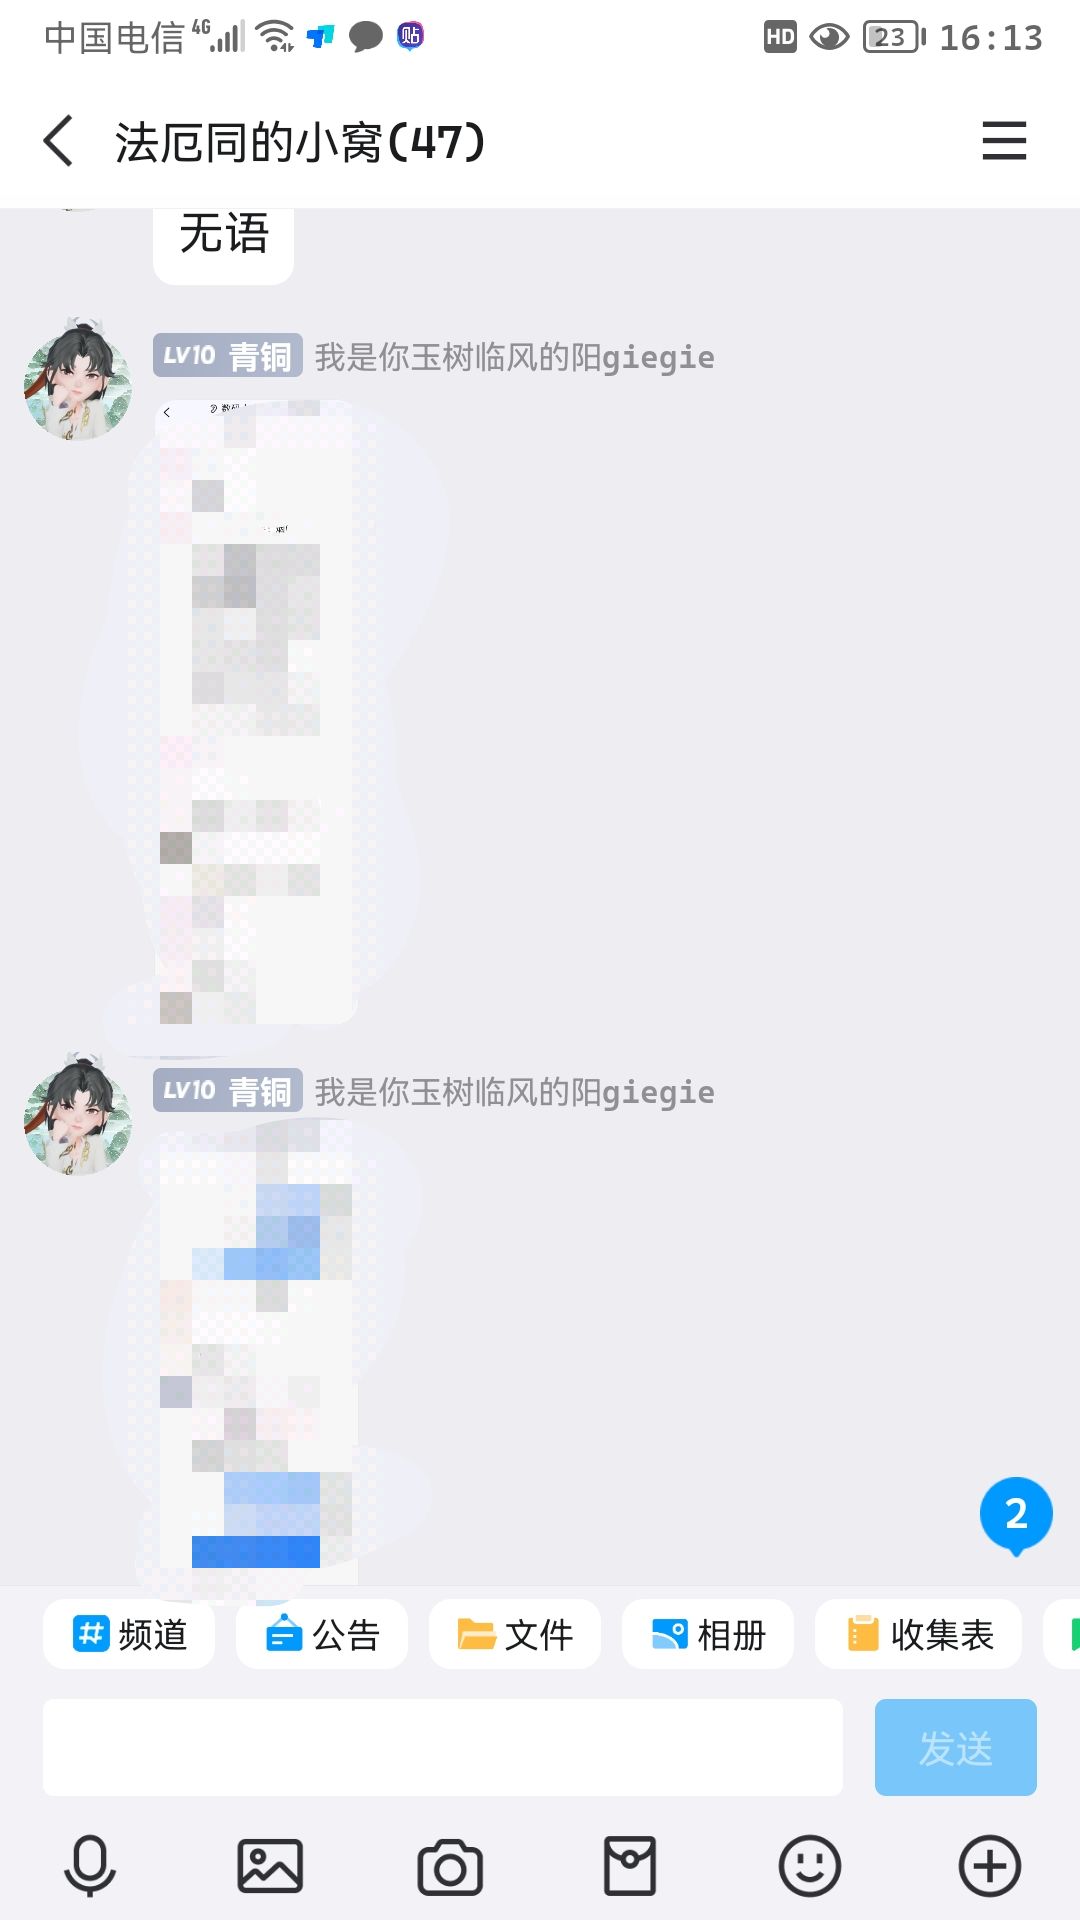 中国电信 4G HD 23 16:13
法厄同的小窝(47)
无语
LV10 青铜 我是你玉树临风的阳giegie
LV10 青铜 我是你玉树临风的阳giegie
2
频道 公告 文件 相册 收集表
发送